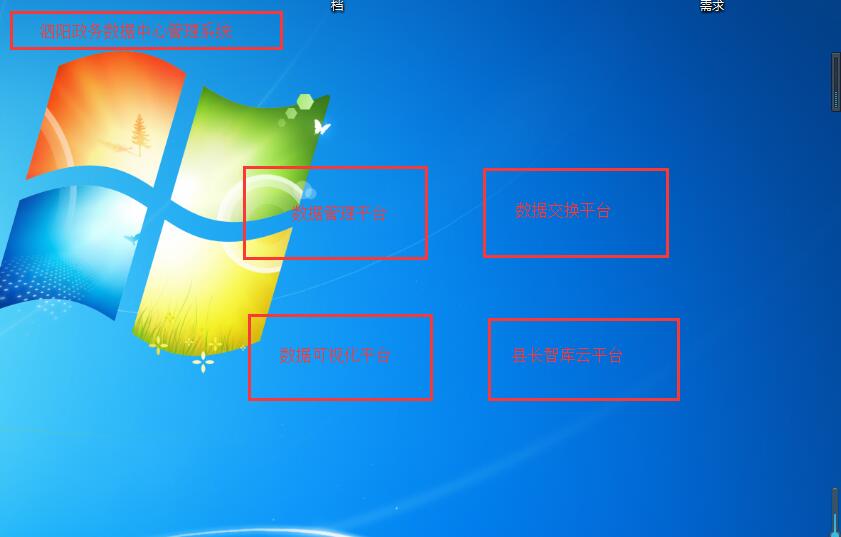 档
需求
泗阳政务数据中心管理系统
数据管理平台
数据交换平台
数据可视化平台
县长智库云平台